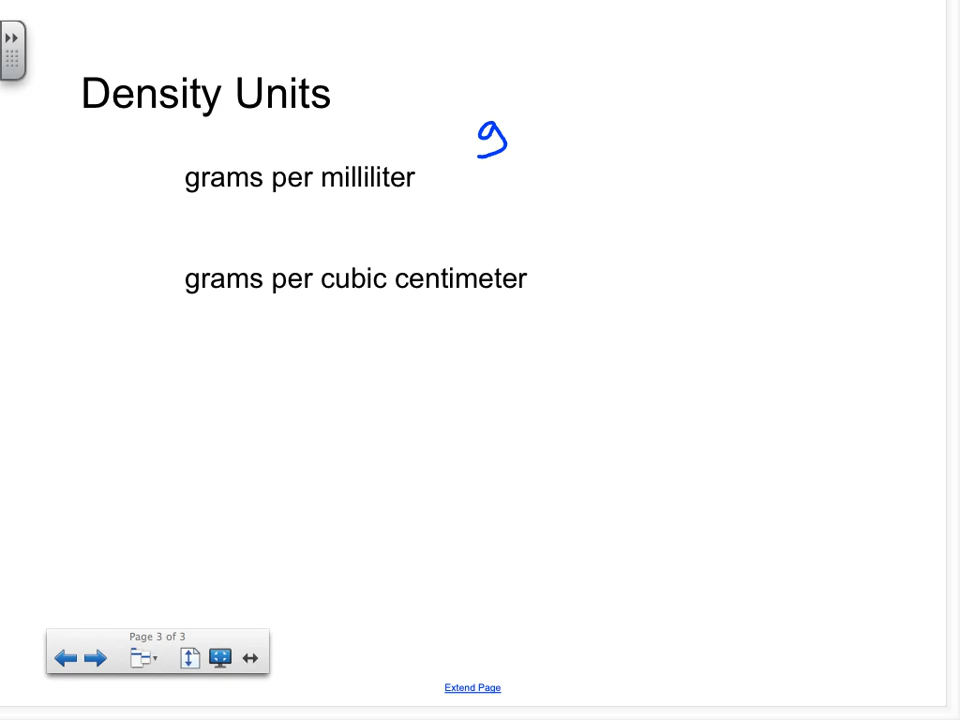 Density Units
g
grams per milliliter
grams per cubic centimeter
Page 3 of 3
Extend Page